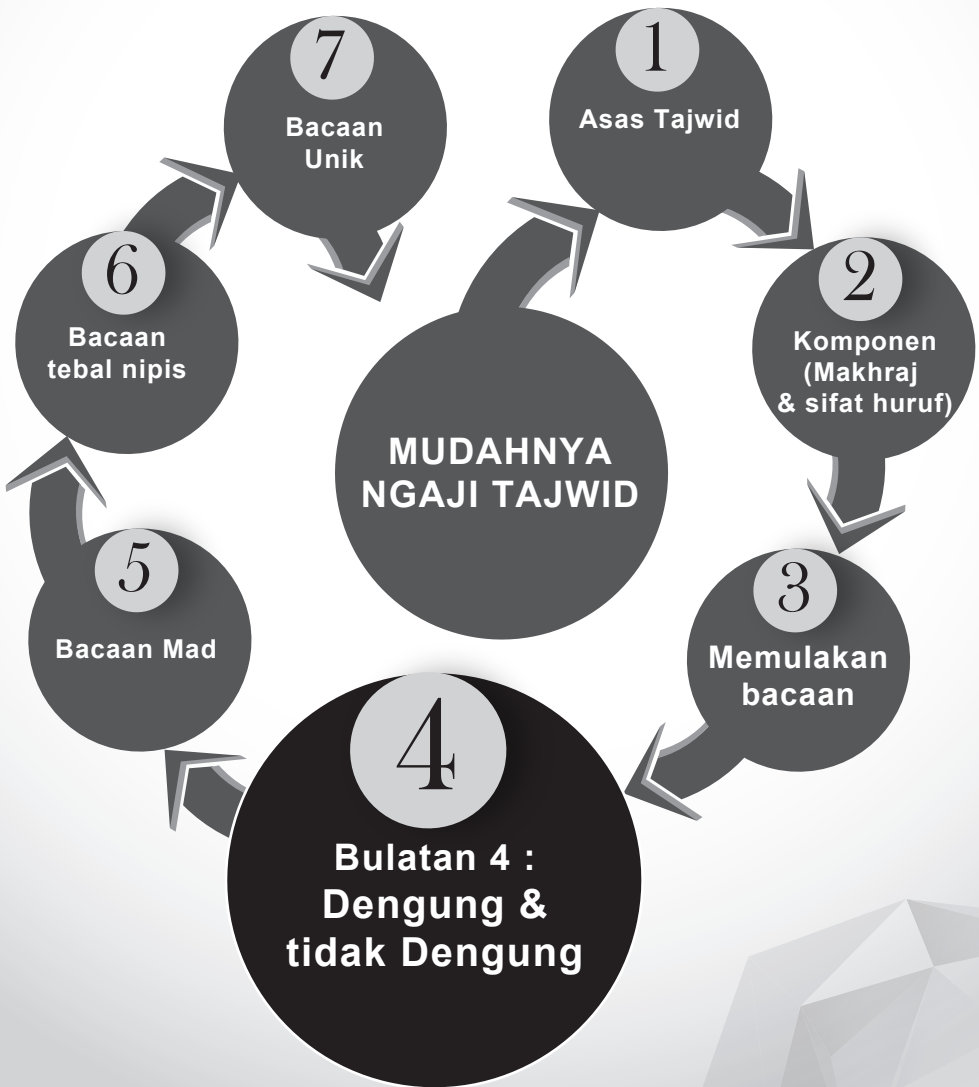 MUDAHNYA
NGAJI TAJWID
1
Asas Tajwid
2
Komponen
(Makhraj
& sifat huruf)
3
Memulakan
bacaan
4
Bulatan 4 :
Dengung &
tidak Dengung
5
Bacaan Mad
6
Bacaan
tebal nipis
7
Bacaan
Unik